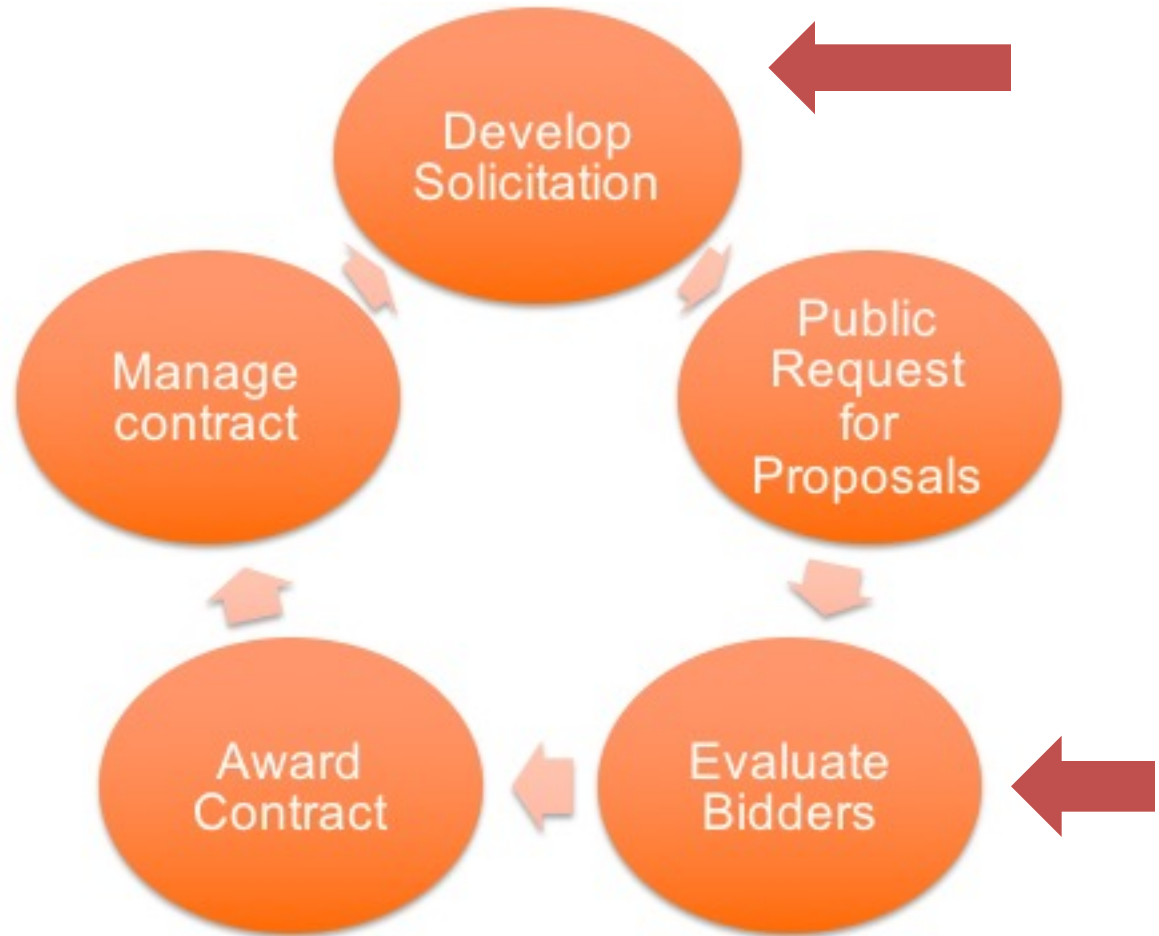 Develop
Solicitation
Public
Request
for
Proposals
Evaluate
Bidders
Award
Contract
Manage
contract